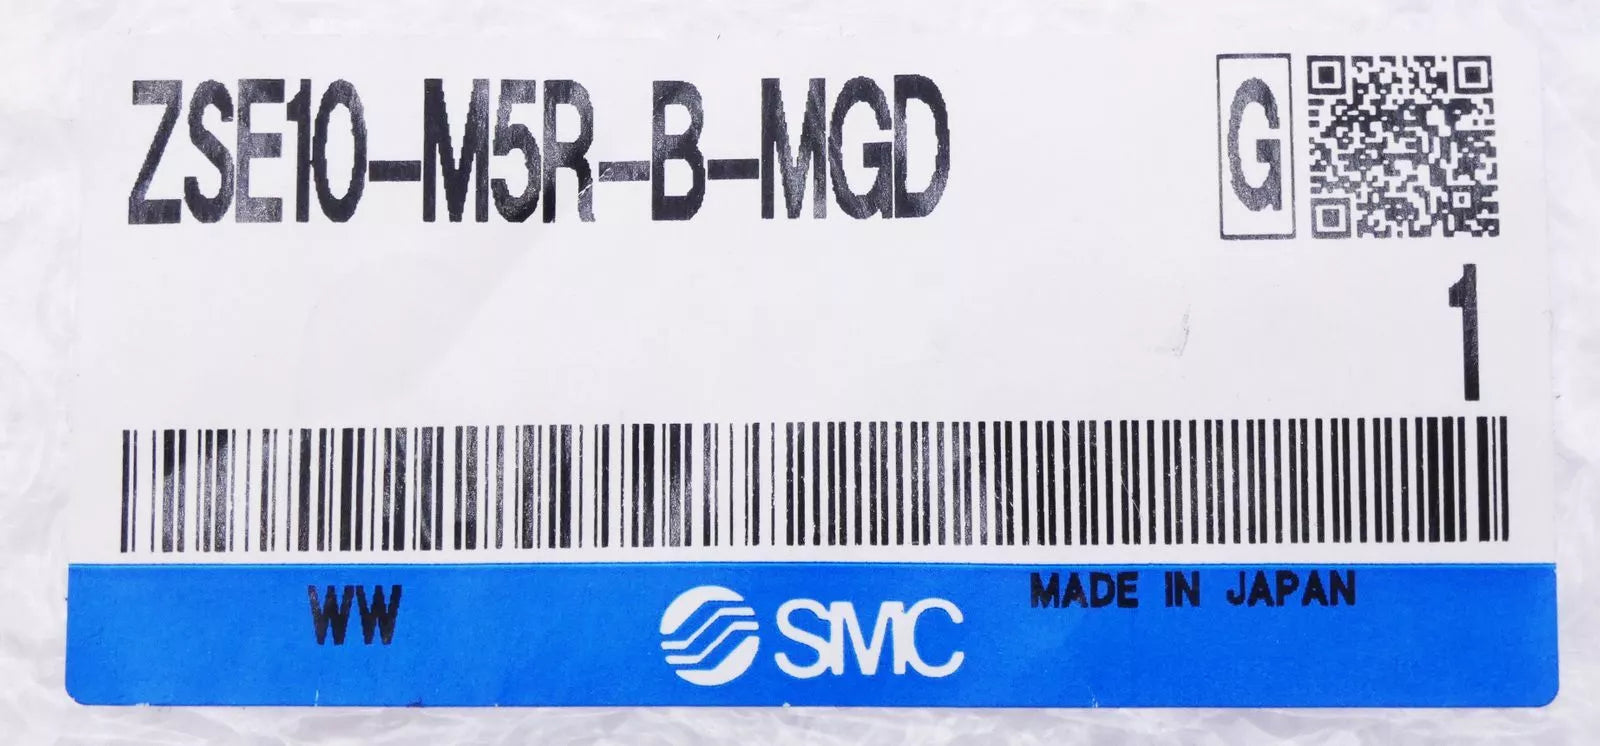 ZSE10-M5R-B-MGD G
1
WW SMC MADE IN JAPAN